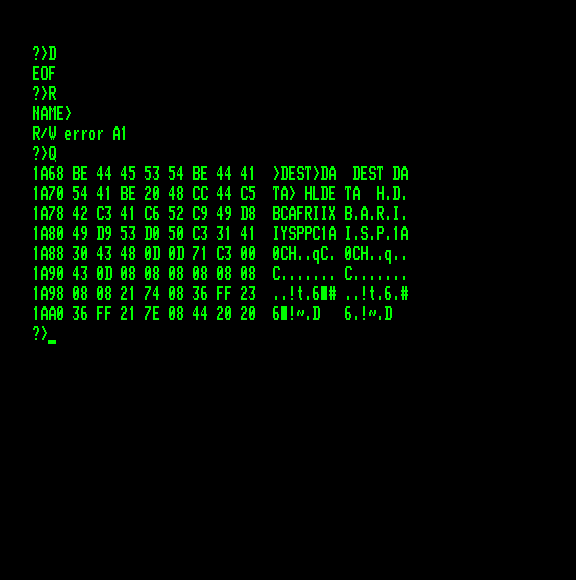 ?>D
EOF
?>R
NAME>
R/W error A1
?>Q
1A68 BE 44 45 53 54 BE 44 41  >DEST>DA  DEST DA
1A70 54 41 BE 20 48 CC 44 C5  TA> HLDE TA  H.D.
1A78 42 C3 41 C6 52 C9 49 D8  BCAFRIIX B.A.R.I.
1A80 49 D9 53 D0 50 C3 31 41  IYSPPC1A I.S.P.1A
1A88 30 43 48 0D 0D 71 C3 00  0CH..qC. 0CH..q..
1A90 43 0D 08 08 08 08 08 08  C....... C.......
1A98 08 08 21 74 08 36 FF 23  ..!t.6█# ..!t.6.#
1AA0 36 FF 21 7E 08 44 20 20  6█!~.D   6.!~.D
?>_